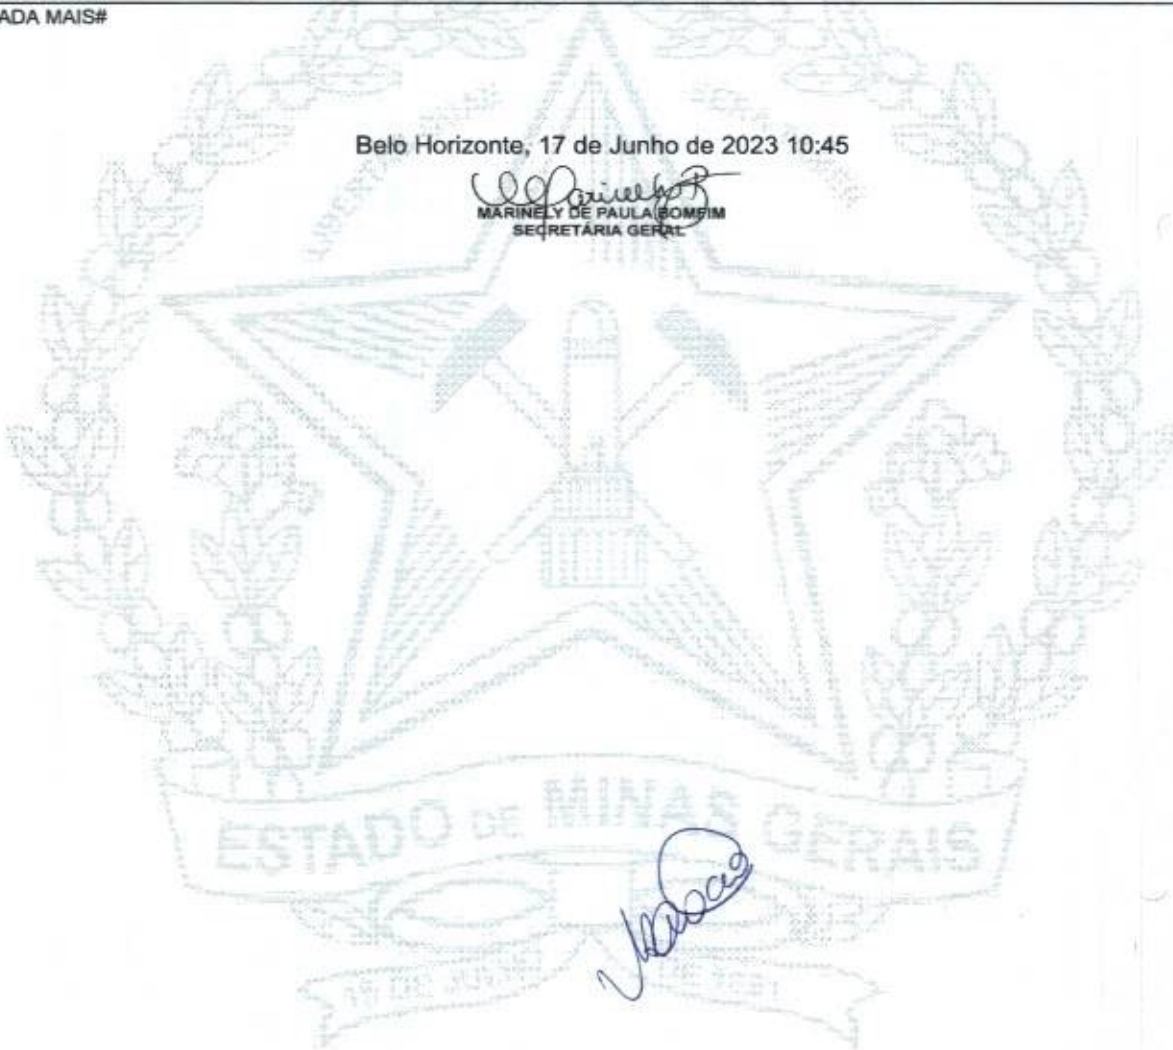 ADA MAIS#
Belo Horizonte, 17 de Junho de 2023 10:45
MARINELY DE PAULA BOMFIM
SECRETÁRIA GERAL
ESTADO DE MINAS GERAIS